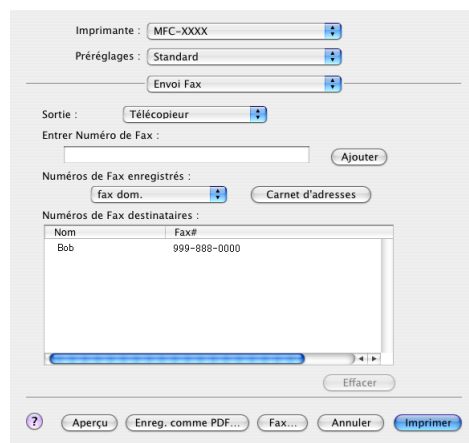 Imprimante : MFC-XXXX
Préréglages : Standard
Envoi Fax
Sortie : Télécopieur
Entrer Numéro de Fax :
Ajouter
Numéros de Fax enregistrés :
fax dom. Carnet d'adresses
Numéros de Fax destinataires :
Nom Fax#
Bob 999-888-0000
Effacer
? Aperçu Enreg. comme PDF... Fax... Annuler Imprimer